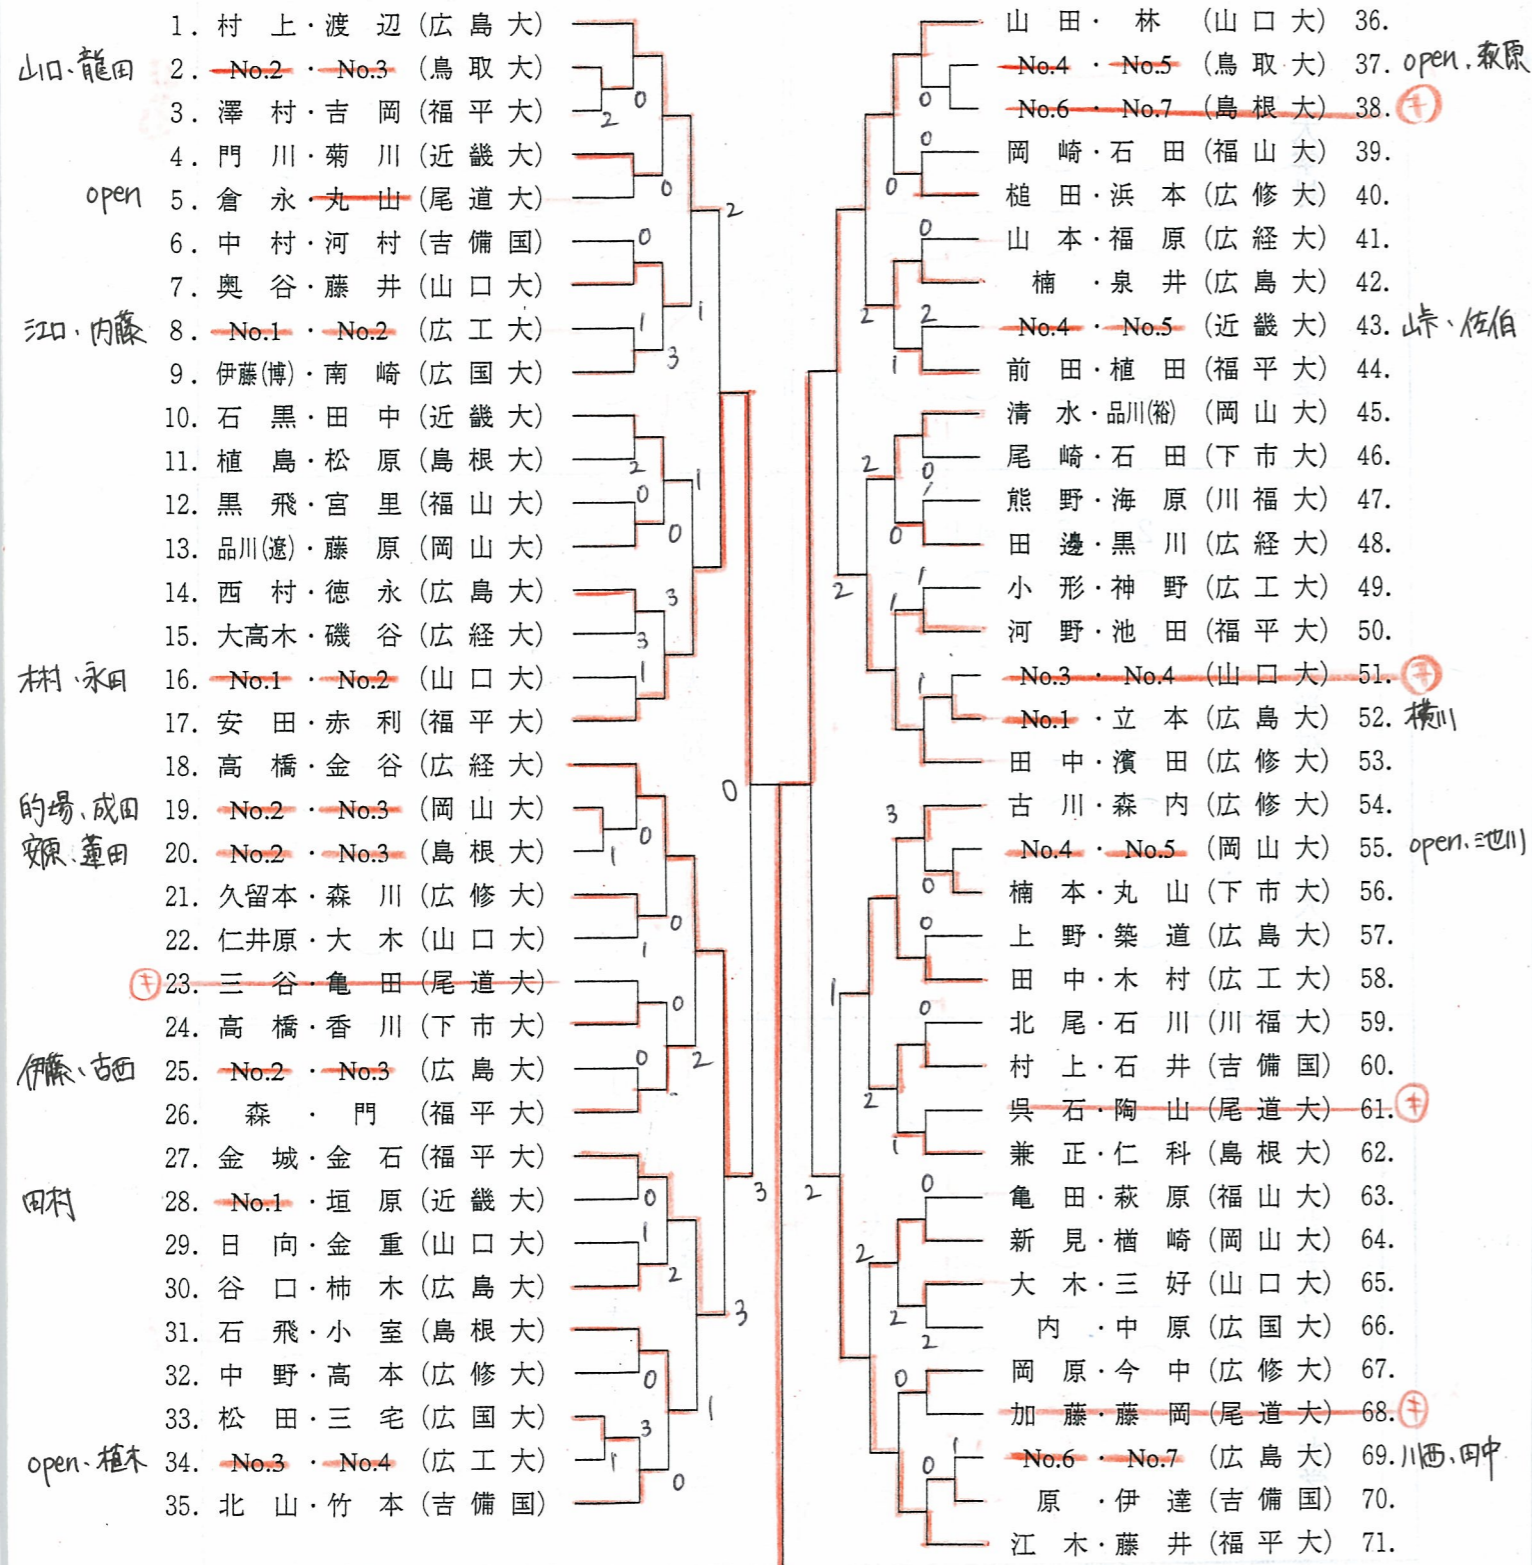 1. 村上・渡辺 (広島大)
山口、龍田 2. No.2・No.3 (鳥取大)
3. 澤村・吉岡 (福平大)
4. 門川・菊川 (近畿大)
open 5. 倉永・丸山 (尾道大)
6. 中村・河村 (吉備国)
7. 奥谷・藤井 (山口大)
江口、内藤 8. No.1・No.2 (広工大)
9. 伊藤(博)・南崎 (広国大)
10. 石黒・田中 (近畿大)
11. 植島・松原 (島根大)
12. 黒飛・宮里 (福山大)
13. 品川(遼)・藤原 (岡山大)
14. 西村・徳永 (広島大)
15. 大高木・磯谷 (広経大)
永田 16. No.1・No.2 (山口大)
17. 安田・赤利 (福平大)
18. 高橋・金谷 (広経大)
的場、成田 19. No.2・No.3 (岡山大)
20. No.2・No.3 (島根大)
21. 久留本・森川 (広修大)
22. 仁井原・大木 (山口大)
キ 23. 三谷・亀田 (尾道大)
24. 高橋・香川 (下市大)
伊藤、古西 25. No.2・No.3 (広島大)
26. 森・門 (福平大)
27. 金城・金石 (福平大)
田村 28. No.1・垣原 (近畿大)
29. 日向・金重 (山口大)
30. 谷口・柿木 (広島大)
31. 石飛・小室 (島根大)
32. 中野・高本 (広修大)
33. 松田・三宅 (広国大)
open、植木 34. No.3・No.4 (広工大)
35. 北山・竹本 (吉備国)
山田・林 (山口大) 36.
No.4・No.5 (鳥取大) 37. open、萩原
No.6・No.7 (島根大) 38. キ
岡崎・石田 (福山大) 39.
槌田・浜本 (広修大) 40.
山本・福原 (広経大) 41.
楠・泉井 (広島大) 42.
No.4・No.5 (近畿大) 43. 峠、佐伯
前田・植田 (福平大) 44.
清水・品川(裕) (岡山大) 45.
尾崎・石田 (下市大) 46.
熊野・海原 (川福大) 47.
田邊・黒川 (広経大) 48.
小形・神野 (広工大) 49.
河野・池田 (福平大) 50.
No.3・No.4 (山口大) 51. キ
No.1・立本 (広島大) 52. 横川
田中・濱田 (広修大) 53.
古川・森内 (広修大) 54.
No.4・No.5 (岡山大) 55. open、
楠本・丸山 (下市大) 56.
上野・築道 (広島大) 57.
田中・木村 (広工大) 58.
北尾・石川 (川福大) 59.
村上・石井 (吉備国) 60.
呉石・陶山 (尾道大) 61. キ
兼正・仁科 (島根大) 62.
亀田・萩原 (福山大) 63.
新見・楢崎 (岡山大) 64.
大木・三好 (山口大) 65.
内・中原 (広国大) 66.
岡原・今中 (広修大) 67.
加藤・藤岡 (尾道大) 68. キ
No.6・No.7 (広島大) 69. 川西、田中
原・伊達 (吉備国) 70.
江木・藤井 (福平大) 71.